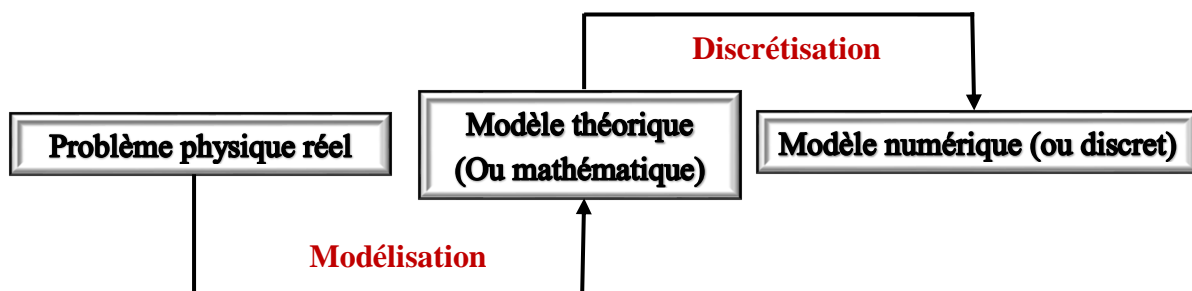 Discrétisation
Problème physique réel
Modèle théorique
(Ou mathématique)
Modèle numérique (ou discret)
Modélisation